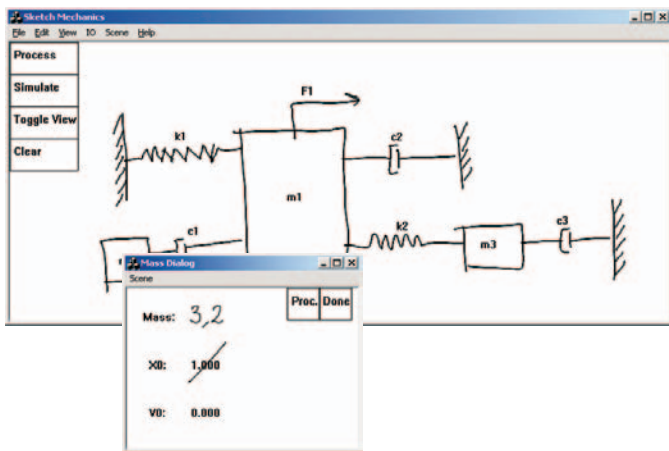 Sketch Mechanics
File Edit View IO Scene Help
Process
Simulate
Toggle View
Clear
F1
k1
c2
m1
c1
k2
m3
c3
Mass Dialog
Scene
Proc. Done
Mass: 3,2
X0: 1.000
V0: 0.000